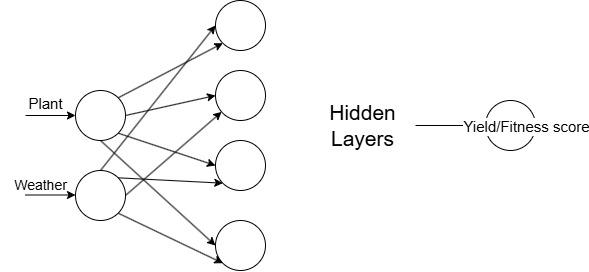 Plant
Weather
Hidden
Layers
Yield/Fitness score